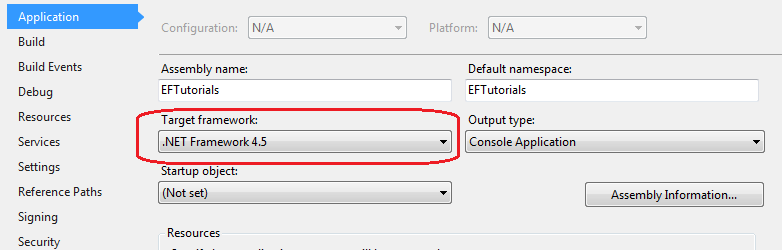 Application
Build
Build Events
Debug
Resources
Services
Settings
Reference Paths
Signing
Security
Configuration: N/A Platform: N/A
Assembly name: Default namespace:
EFTutorials EFTutorials
Target framework: Output type:
.NET Framework 4.5 Console Application
Startup object:
(Not set) Assembly Information...
Resources